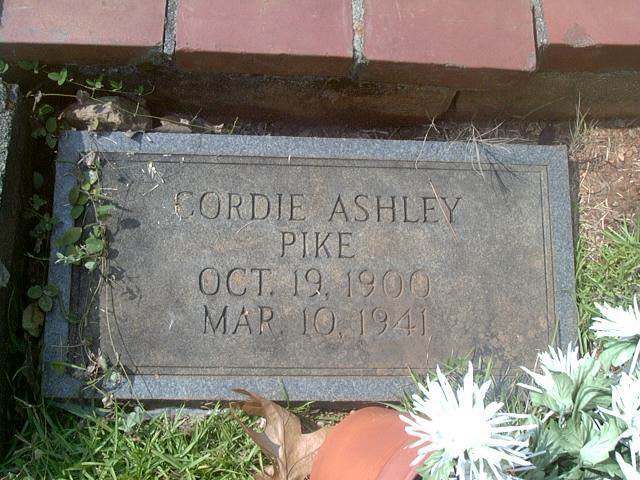 CORDIE ASHLEY
PIKE
OCT. 19, 1900
MAR. 10, 1941